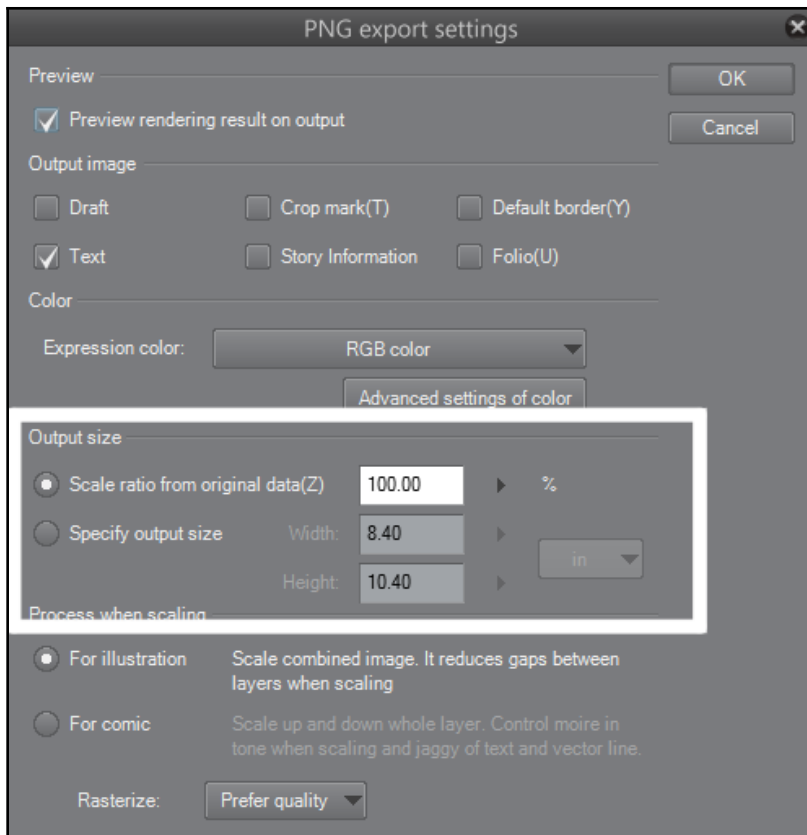 PNG export settings
Preview
OK
Preview rendering result on output
Cancel
Output image
Draft
Crop mark(T)
Default border(Y)
Text
Story Information
Folio(U)
Color
Expression color:
RGB color
Advanced settings of color
Output size
Scale ratio from original data(Z)
100.00
%
Specify output size
Width:
8.40
in
Height:
10.40
Process when scaling
For illustration
Scale combined image. It reduces gaps between
layers when scaling
For comic
Scale up and down whole layer. Control moire in
tone when scaling and jaggy of text and vector line.
Rasterize:
Prefer quality